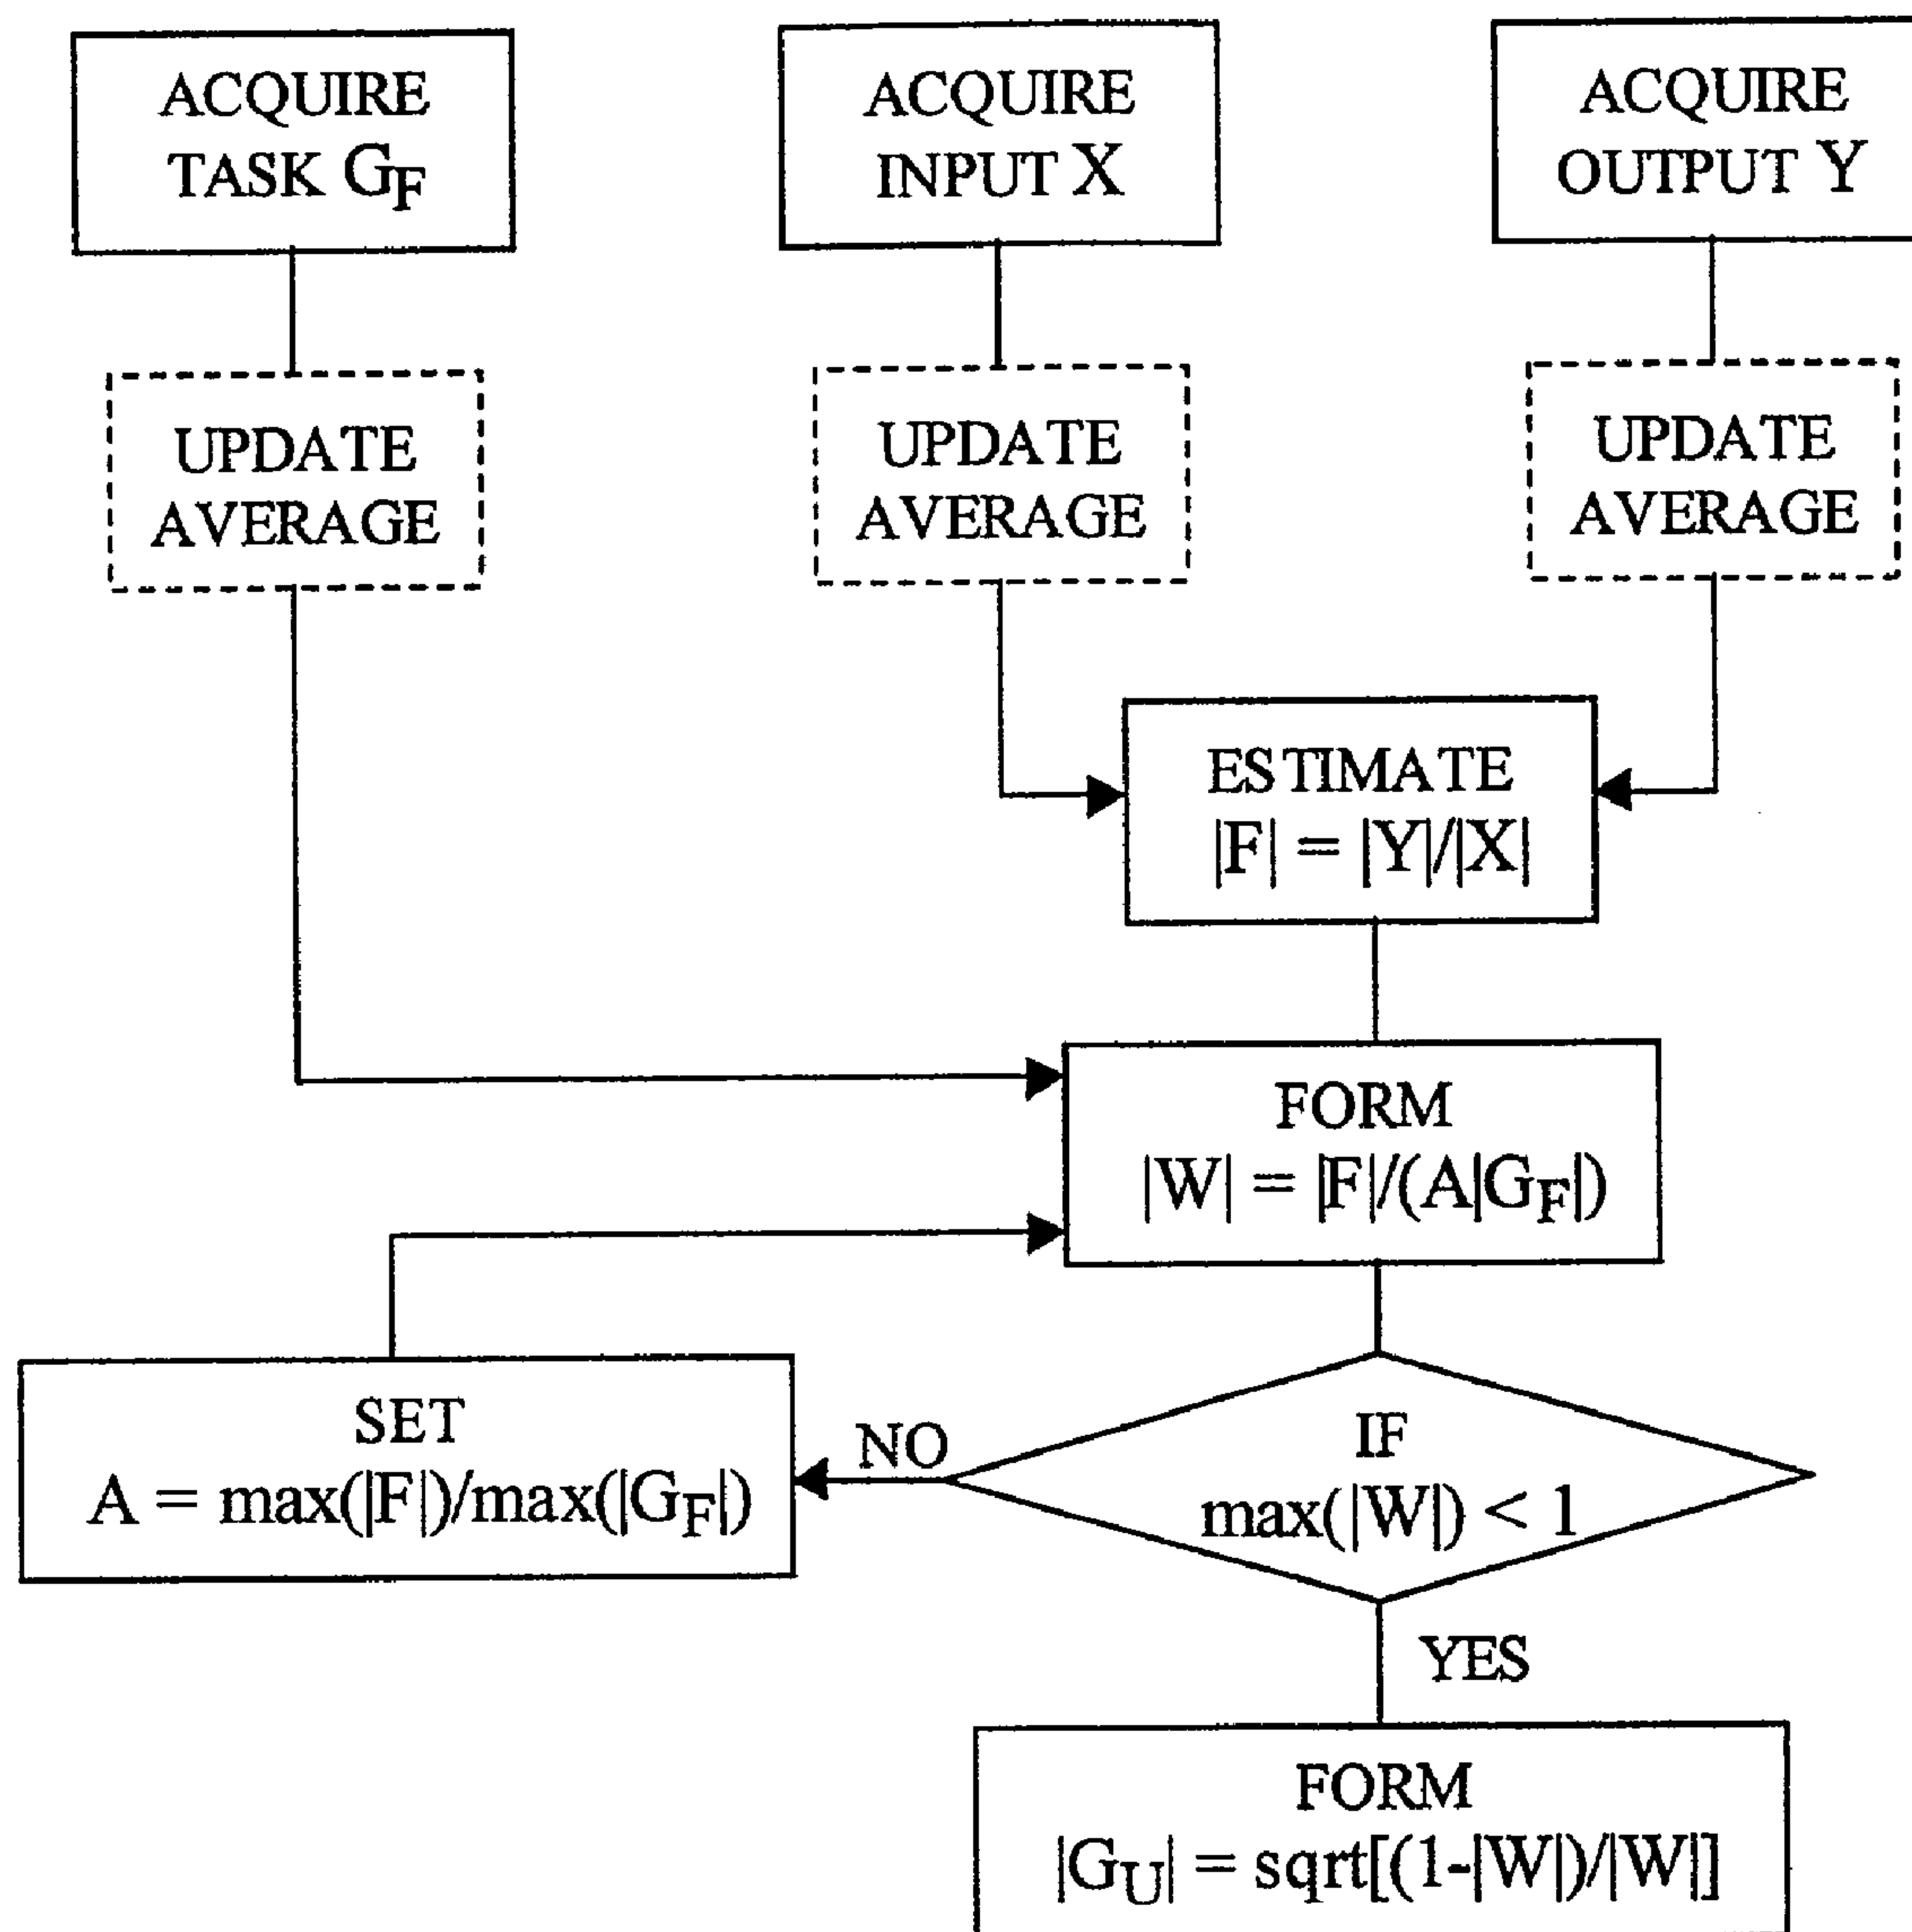 ACQUIRE
TASK GF
ACQUIRE
INPUT X
ACQUIRE
OUTPUT Y
UPDATE
AVERAGE
UPDATE
AVERAGE
UPDATE
AVERAGE
ESTIMATE
|F| = |Y|/|X|
FORM
|W| = |F|/(A|GF|)
SET
A = max(|F|)/max(|GF|)
NO
IF
max(|W|) < 1
YES
FORM
|GU| = sqrt[(1-|W|)/|W|]